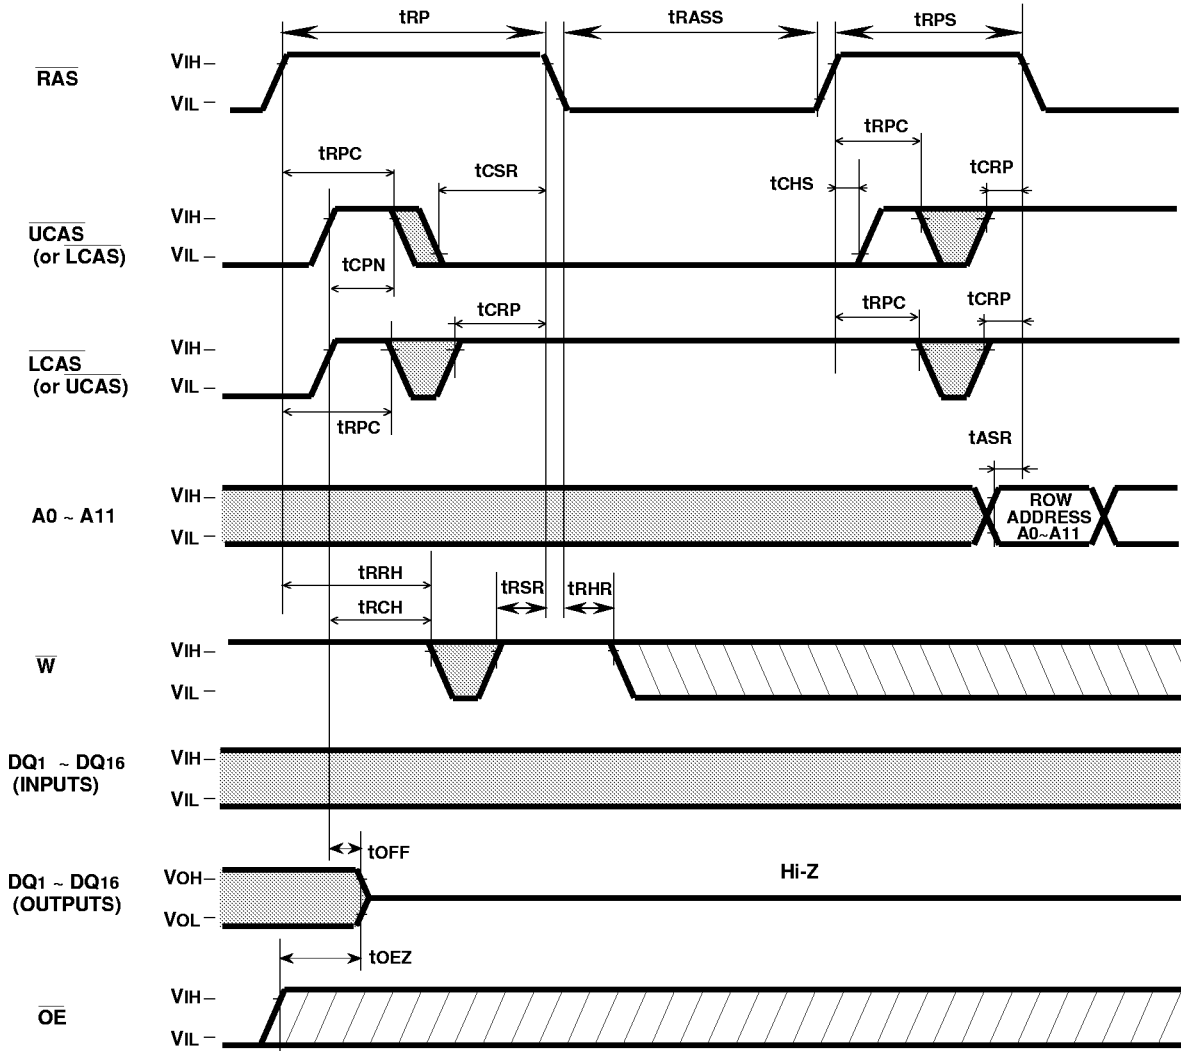 tRP tRASS tRPS
RAS
VIH
VIL
tRPC tCSR tCHS tRPC tCRP
UCAS
(or LCAS)
VIH
VIL
tCPN
tCRP tRPC tCRP
LCAS
(or UCAS)
VIH
VIL
tRPC
tASR
A0 ~ A11
VIH
VIL
ROW
ADDRESS
A0~A11
tRRH tRSR tRHR
tRCH
W
VIH
VIL
DQ1 ~ DQ16
(INPUTS)
VIH
VIL
tOFF
DQ1 ~ DQ16
(OUTPUTS)
VOH
VOL
Hi-Z
tOEZ
OE
VIH
VIL